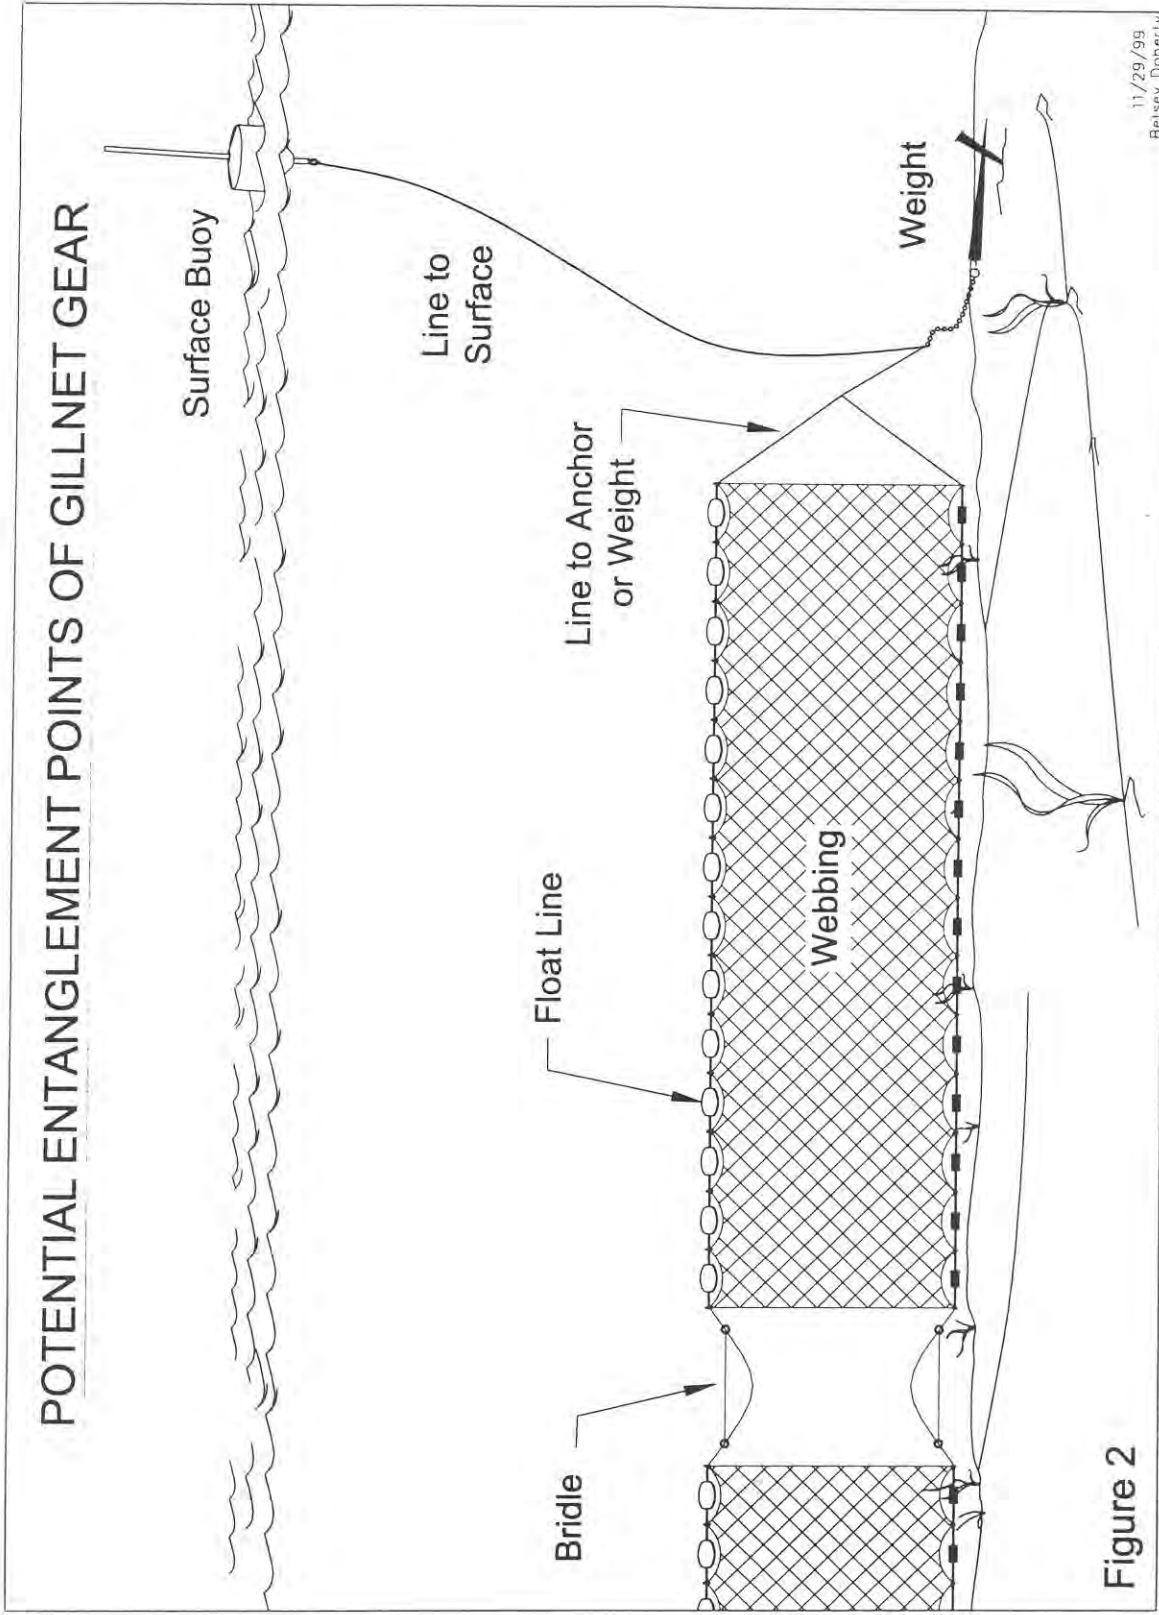 POTENTIAL ENTANGLEMENT POINTS OF GILLNET GEAR
Surface Buoy
Line to
Surface
Line to Anchor
or Weight
Weight
Float Line
Webbing
Bridle
Figure 2
11/29/99